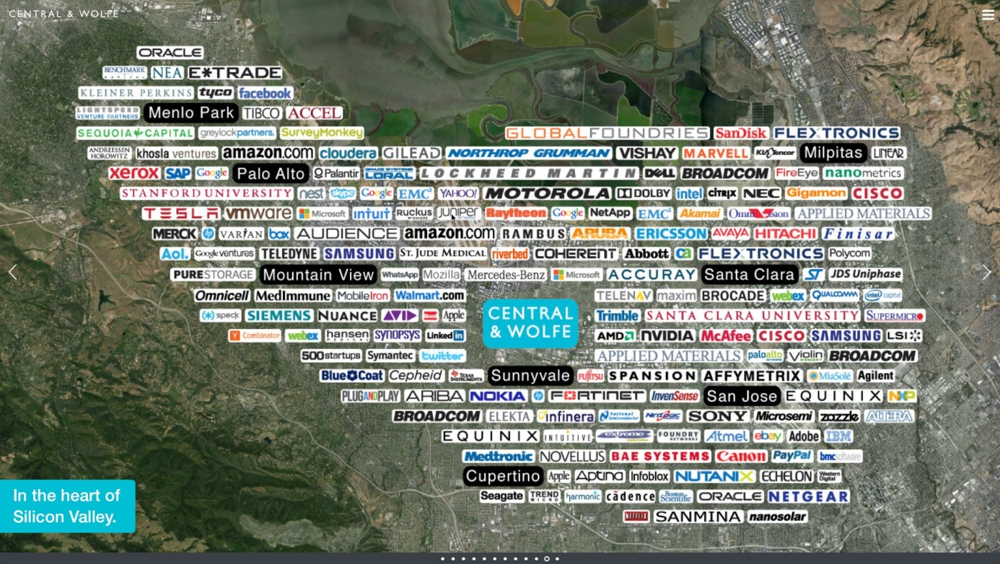 CENTRAL & WOLFE
ORACLE
BENCHMARK CAPITAL NEA E*TRADE
KLEINER PERKINS tyco facebook
LIGHTSPEED VENTURE PARTNERS Menlo Park TIBCO ACCEL
SEQUOIA CAPITAL greylockpartners. SurveyMonkey GLOBALFOUNDRIES SanDisk FLEXTRONICS
ANDREESSEN HOROWITZ khosla ventures amazon.com cloudera GILEAD NORTHROP GRUMMAN VISHAY MARVELL KLA Tencor Milpitas LINEAR
xerox SAP Google Palo Alto Palantir SPACE SYSTEMS LORAL LOCKHEED MARTIN DELL BROADCOM FireEye nanometrics
STANFORD UNIVERSITY nest skype Google EMC² YAHOO! MOTOROLA DOLBY intel CITRIX NEC Gigamon CISCO
TESLA vmware Microsoft intuit Ruckus WIRELESS JUNIPER NETWORKS Raytheon Google NetApp EMC² Akamai OmniVision APPLIED MATERIALS
MERCK hp VARIAN box AUDIENCE amazon.com RAMBUS ARUBA ERICSSON AVAYA HITACHI Finisar
Aol. Google ventures TELEDYNE SAMSUNG ST. JUDE MEDICAL riverbed COHERENT Abbott ca FLEXTRONICS Polycom
PURESTORAGE Mountain View WhatsApp Mozilla Mercedes-Benz Microsoft ACCURAY Santa Clara ST JDS Uniphase
Omnicell MedImmune MobileIron Walmart.com TELENAV maxim BROCADE webex QUALCOMM intel capital
speck SIEMENS NUANCE AVID Apple CENTRAL & WOLFE Trimble SANTA CLARA UNIVERSITY SUPERMICRO
Y Combinator webex hansen MEDICAL SYNOPSYS LinkedIn AMD NVIDIA McAfee CISCO SAMSUNG LSI
500startups Symantec twitter APPLIED MATERIALS paloalto NETWORKS Violin MEMORY BROADCOM
Blue Coat Cepheid TEXAS INSTRUMENTS Sunnyvale FUJITSU SPANSION AFFYMETRIX MiaSolé Agilent
PLUGANDPLAY ARIBA NOKIA hp FORTINET InvenSense San Jose EQUINIX NXP
BROADCOM ELEKTA infinera National Semiconductor NETLOGIC SONY Microsemi zazzle ALTERA
EQUINIX INTUITIVE extreme FOUNDRY NETWORKS Atmel ebay Adobe IBM
Medtronic NOVELLUS BAE SYSTEMS Canon PayPal bmcsoftware
Cupertino Apple Aptina Infoblox NUTANIX ECHELON Western Digital
Seagate TREND MICRO harmonic cādence Boston Scientific ORACLE NETGEAR
NETFLIX SANMINA nanosolar
In the heart of
Silicon Valley.